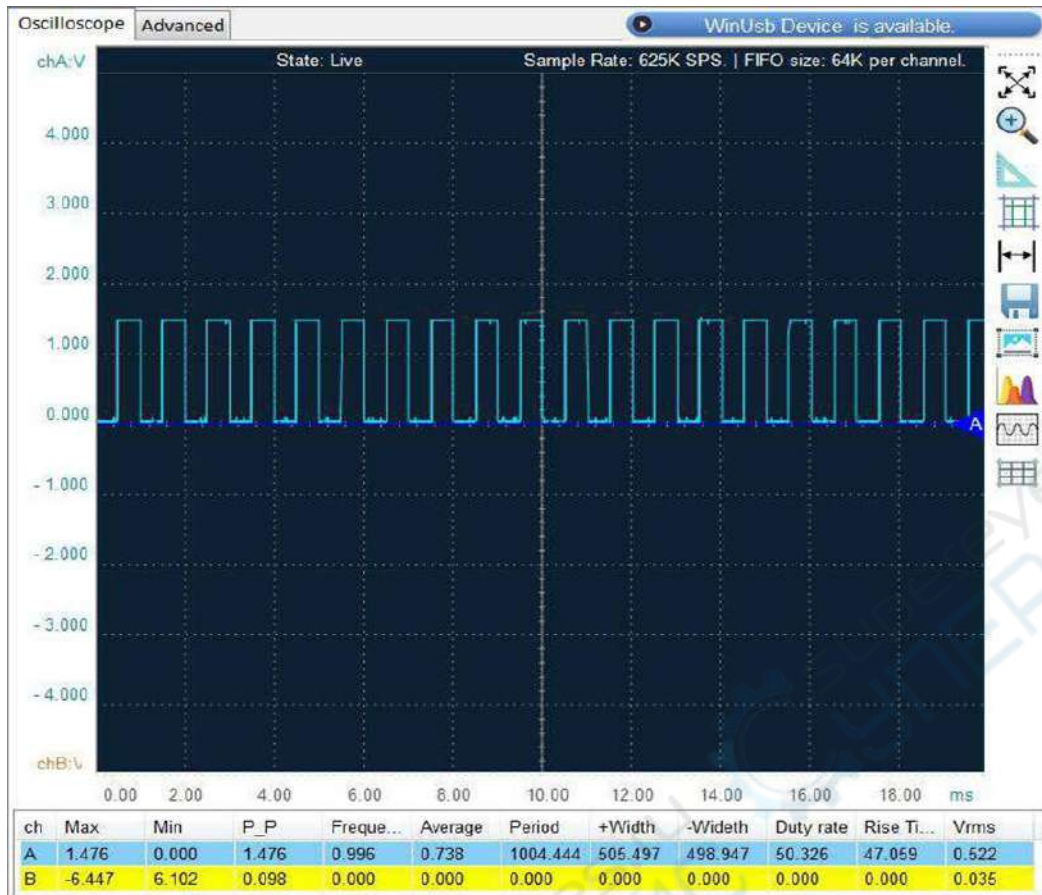 Oscilloscope Advanced WinUsb Device is available.
chA:V State: Live Sample Rate: 625K SPS. | FIFO size: 64K per channel.
4.000
3.000
2.000
1.000
0.000
A
- 1.000
- 2.000
- 3.000
- 4.000
chB:V
0.00 2.00 4.00 6.00 8.00 10.00 12.00 14.00 16.00 18.00 ms
ch Max Min P_P Freque... Average Period +Width -Wideth Duty rate Rise Ti... Vrms
A 1.476 0.000 1.476 0.996 0.738 1004.444 505.497 498.947 50.326 47.059 0.522
B -6.447 6.102 0.098 0.000 0.000 0.000 0.000 0.000 0.000 0.000 0.035